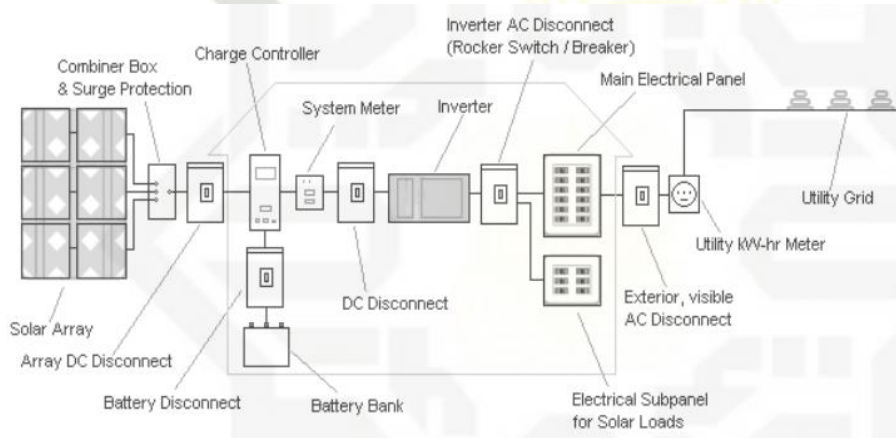 Inverter AC Disconnect
(Rocker Switch / Breaker)
Charge Controller
Combiner Box
& Surge Protection
Main Electrical Panel
System Meter
Inverter
Utility Grid
Utility kW-hr Meter
Solar Array
DC Disconnect
Exterior, visible
AC Disconnect
Array DC Disconnect
Battery Disconnect
Battery Bank
Electrical Subpanel
for Solar Loads